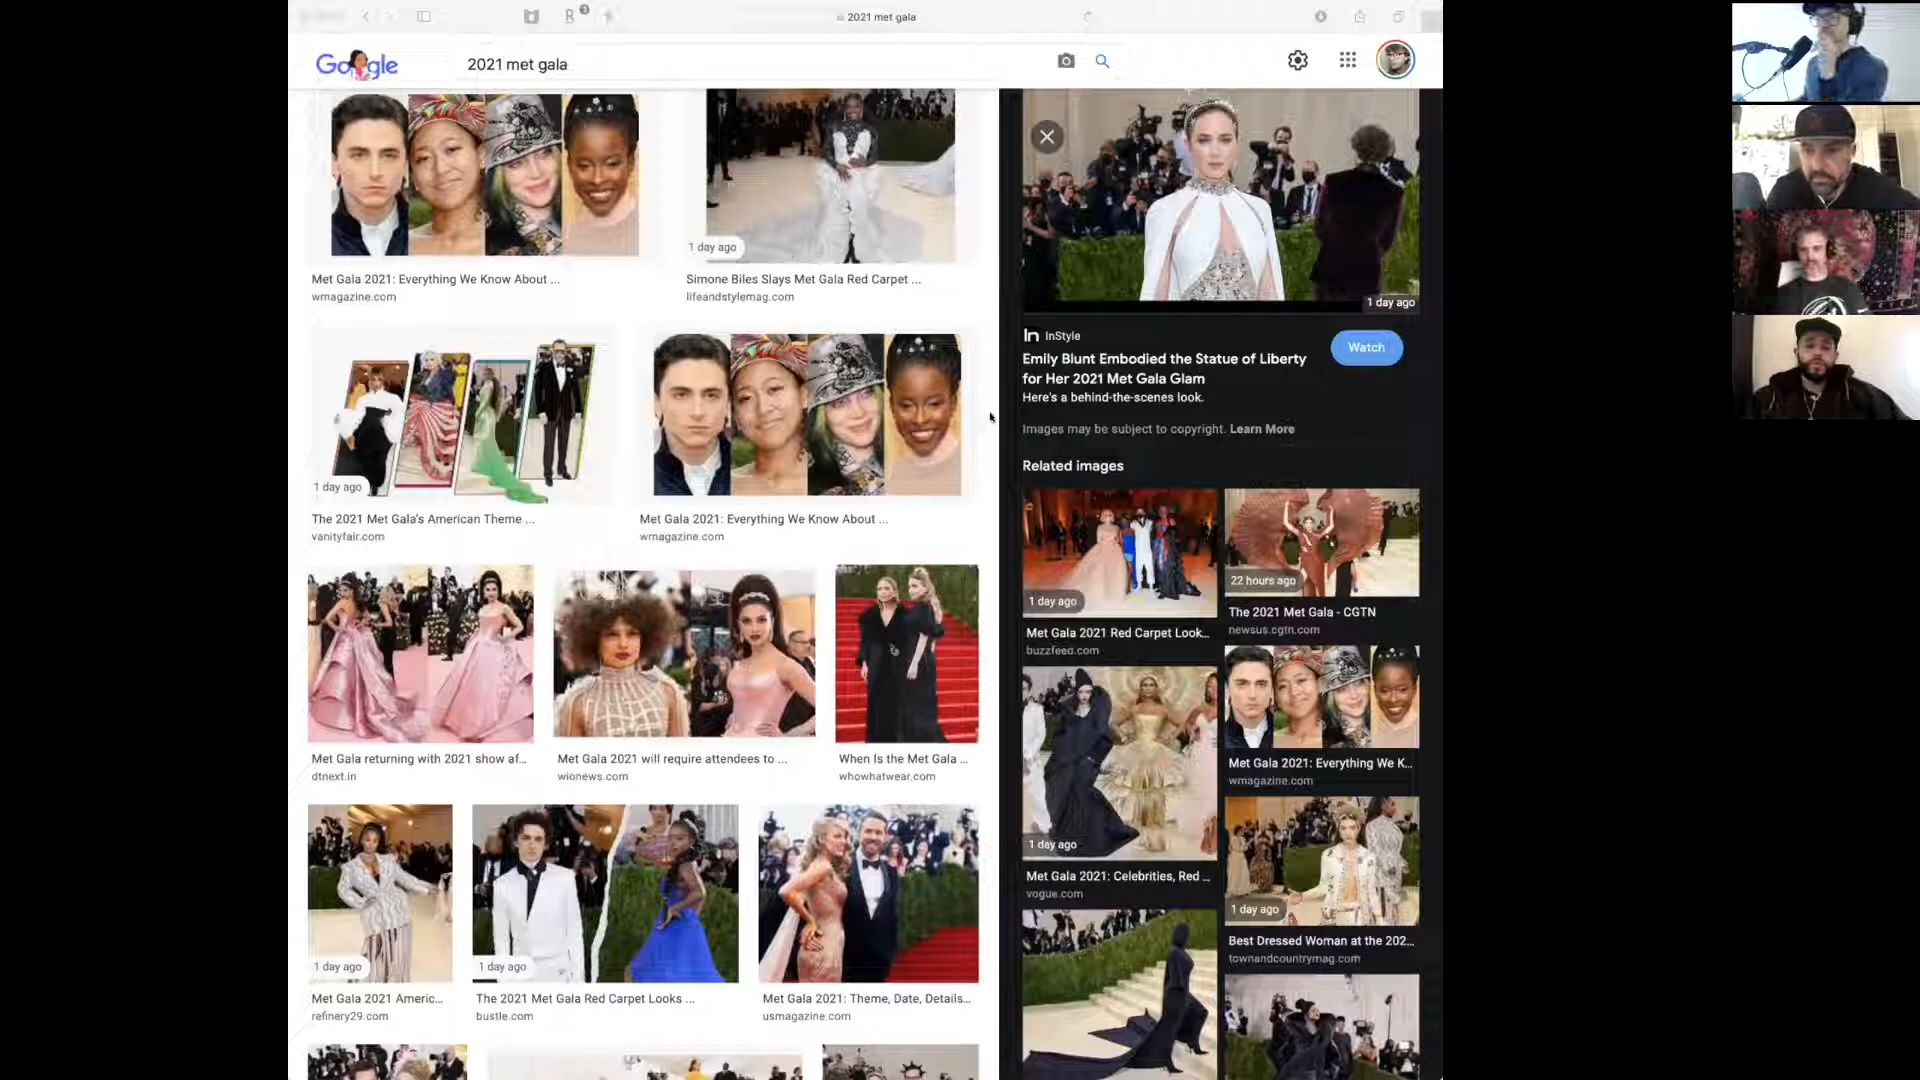 2021 met gala
Google
2021 met gala
Met Gala 2021: Everything We Know About ...
wmagazine.com
1 day ago
Simone Biles Slays Met Gala Red Carpet ...
lifeandstylemag.com
1 day ago
The 2021 Met Gala's American Theme ...
vanityfair.com
Met Gala 2021: Everything We Know About ...
wmagazine.com
Met Gala returning with 2021 show af...
dtnext.in
Met Gala 2021 will require attendees to ...
wionews.com
When Is the Met Gala ...
whowhatwear.com
1 day ago
Met Gala 2021 Americ...
refinery29.com
1 day ago
The 2021 Met Gala Red Carpet Looks ...
bustle.com
Met Gala 2021: Theme, Date, Details...
usmagazine.com
1 day ago
In InStyle
Watch
Emily Blunt Embodied the Statue of Liberty
for Her 2021 Met Gala Glam
Here's a behind-the-scenes look.
Images may be subject to copyright. Learn More
Related images
1 day ago
Met Gala 2021 Red Carpet Look...
buzzfeed.com
22 hours ago
The 2021 Met Gala - CGTN
newsus.cgtn.com
Met Gala 2021: Everything We K...
wmagazine.com
1 day ago
Met Gala 2021: Celebrities, Red ...
vogue.com
1 day ago
Best Dressed Woman at the 202...
townandcountrymag.com